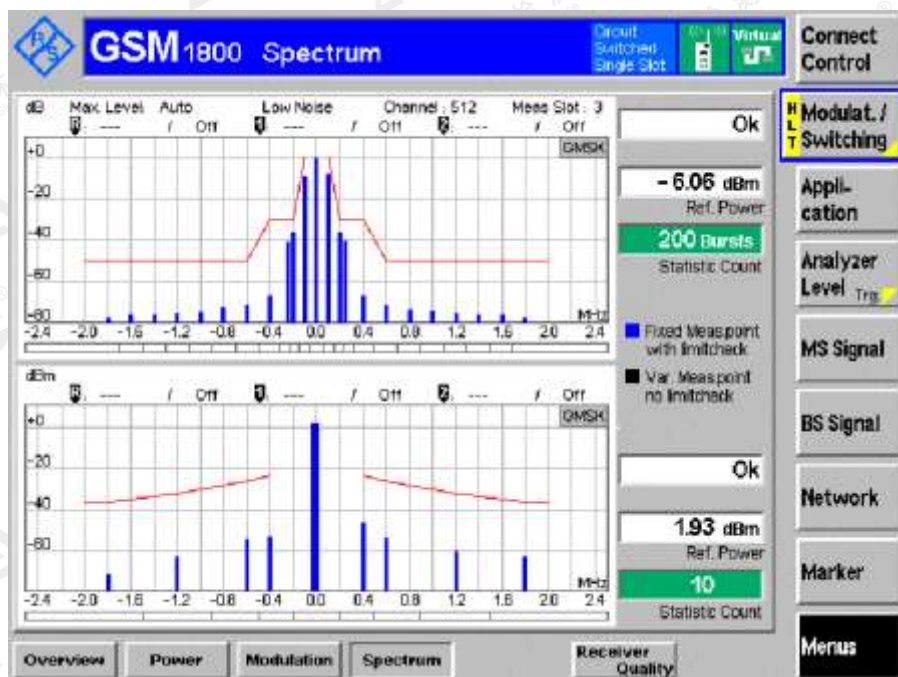 R&S GSM 1800 Spectrum
Circuit Switched Single Slot
Virtual
Connect Control
dB Max. Level Auto Low Noise Channel : 512 Meas Slot : 3
--- f Off --- f Off 2 --- f Off
GMSK
+0
-20
-40
-60
-80
MHz
-2.4 -2.0 -1.6 -1.2 -0.8 -0.4 0.0 0.4 0.8 1.2 1.6 2.0 2.4
Ok
- 6.06 dBm
Ref. Power
200 Bursts
Statistic Count
Fixed Meas.point
with limitcheck
Var. Meas.point
no limitcheck
dBm
--- f Off --- f Off 2 --- f Off
GMSK
+0
-20
-40
-60
MHz
-2.4 -2.0 -1.6 -1.2 -0.8 -0.4 0.0 0.4 0.8 1.2 1.6 2.0 2.4
Ok
1.93 dBm
Ref. Power
10
Statistic Count
HLT Modulat. /
Switching
Appli-
cation
Analyzer
Level Trg.
MS Signal
BS Signal
Network
Marker
Menus
Overview Power Modulation Spectrum Receiver Quality